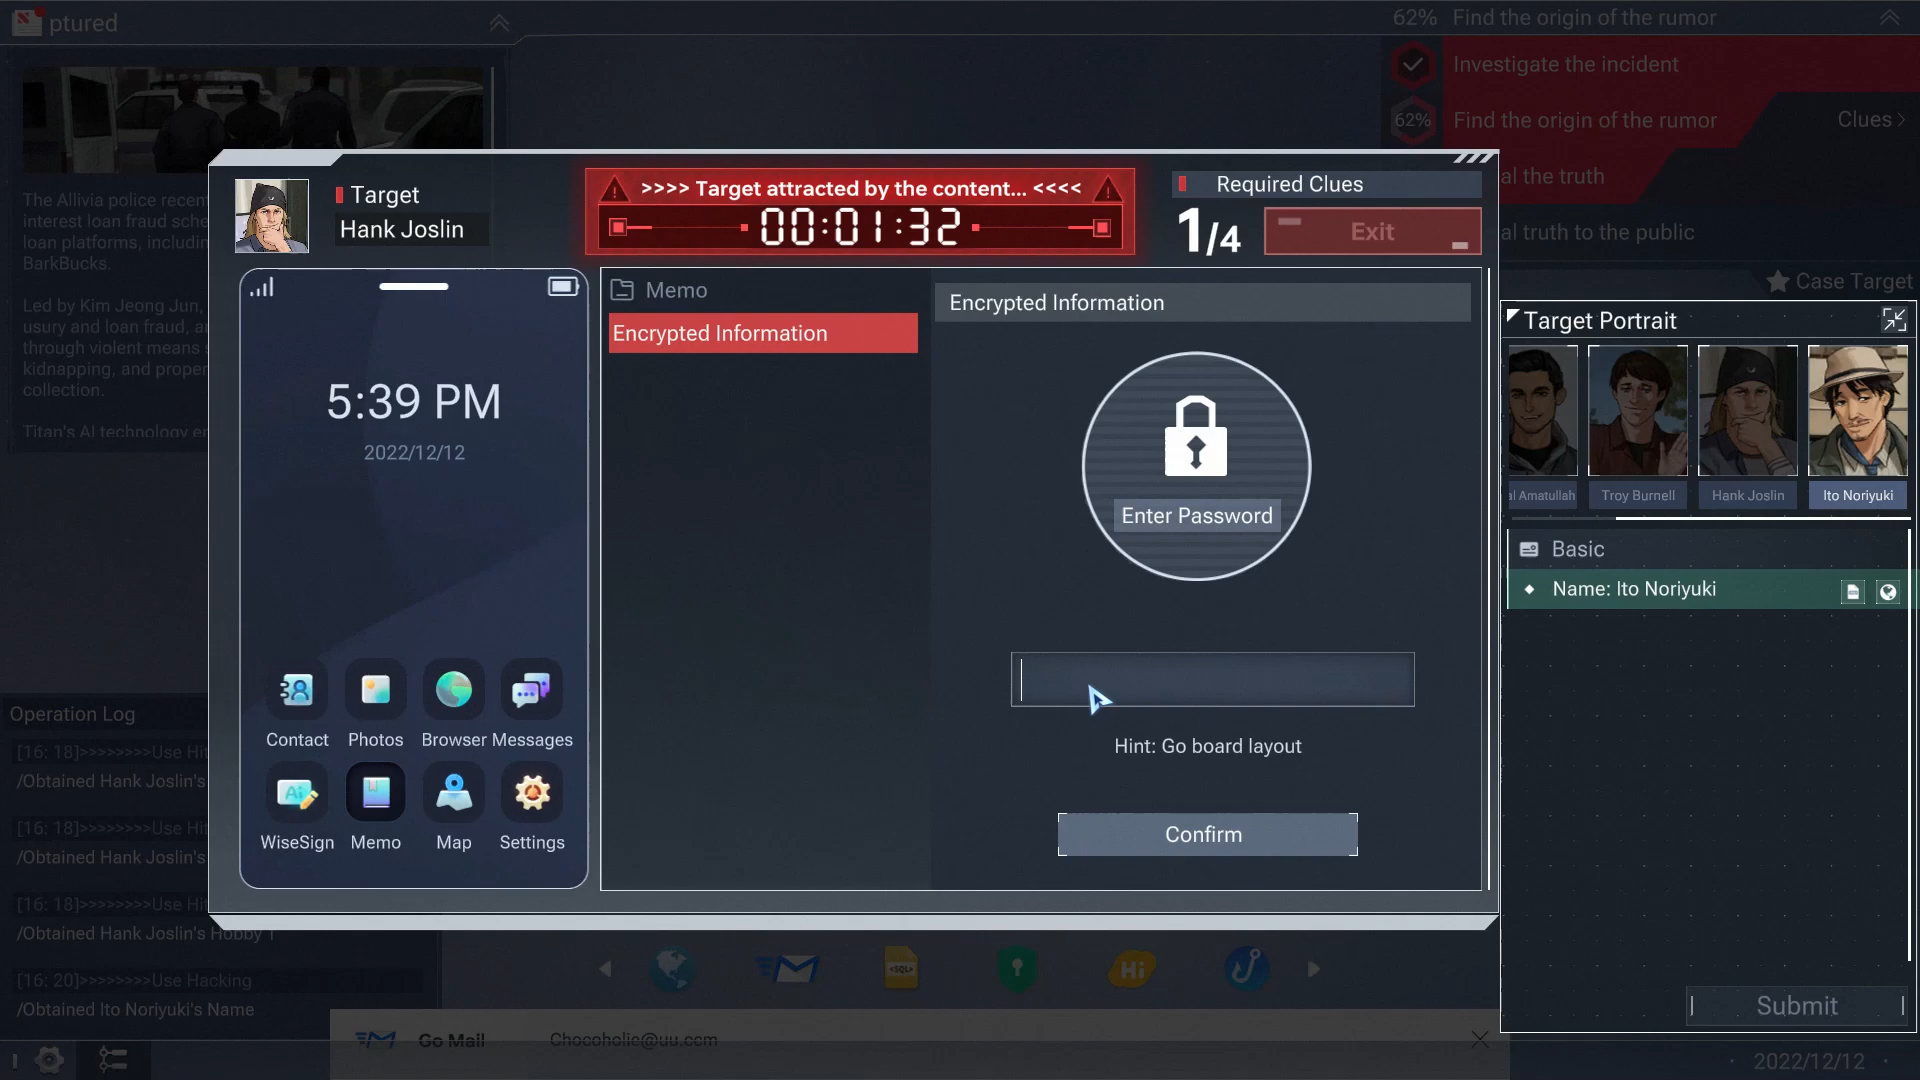 ptured
62% Find the origin of the rumor
Investigate the incident
62% Find the origin of the rumor
Clues
al the truth
al truth to the public
Case Target
The Allivia police recen
interest loan fraud sche
loan platforms, includin
BarkBucks.
Led by Kim Jeong Jun,
usury and loan fraud, a
through violent means s
kidnapping, and proper
collection.
Titan's AI technology e
Target
Hank Joslin
>>>> Target attracted by the content... <<<<
00:01:32
Required Clues
1/4
Exit
5:39 PM
2022/12/12
Contact Photos Browser Messages
WiseSign Memo Map Settings
Memo
Encrypted Information
Encrypted Information
Enter Password
Hint: Go board layout
Confirm
Target Portrait
l Amatullah Troy Burnell Hank Joslin Ito Noriyuki
Basic
Name: Ito Noriyuki
Submit
Operation Log
[16: 18]>>>>>>>>Use Hi
/Obtained Hank Joslin's
[16: 18]>>>>>>>>Use Hi
/Obtained Hank Joslin's
[16: 18]>>>>>>>>Use Hi
/Obtained Hank Joslin's Hobby 1
[16: 20]>>>>>>>>Use Hacking
/Obtained Ito Noriyuki's Name
<SQL>
Hi
Go Mail Chocoholic@uu.com
2022/12/12